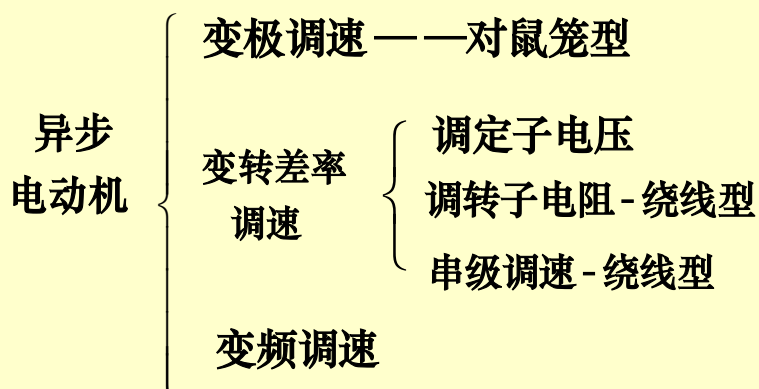 异步
电动机
变极调速——对鼠笼型
变转差率
调速
调定子电压
调转子电阻-绕线型
串级调速-绕线型
变频调速